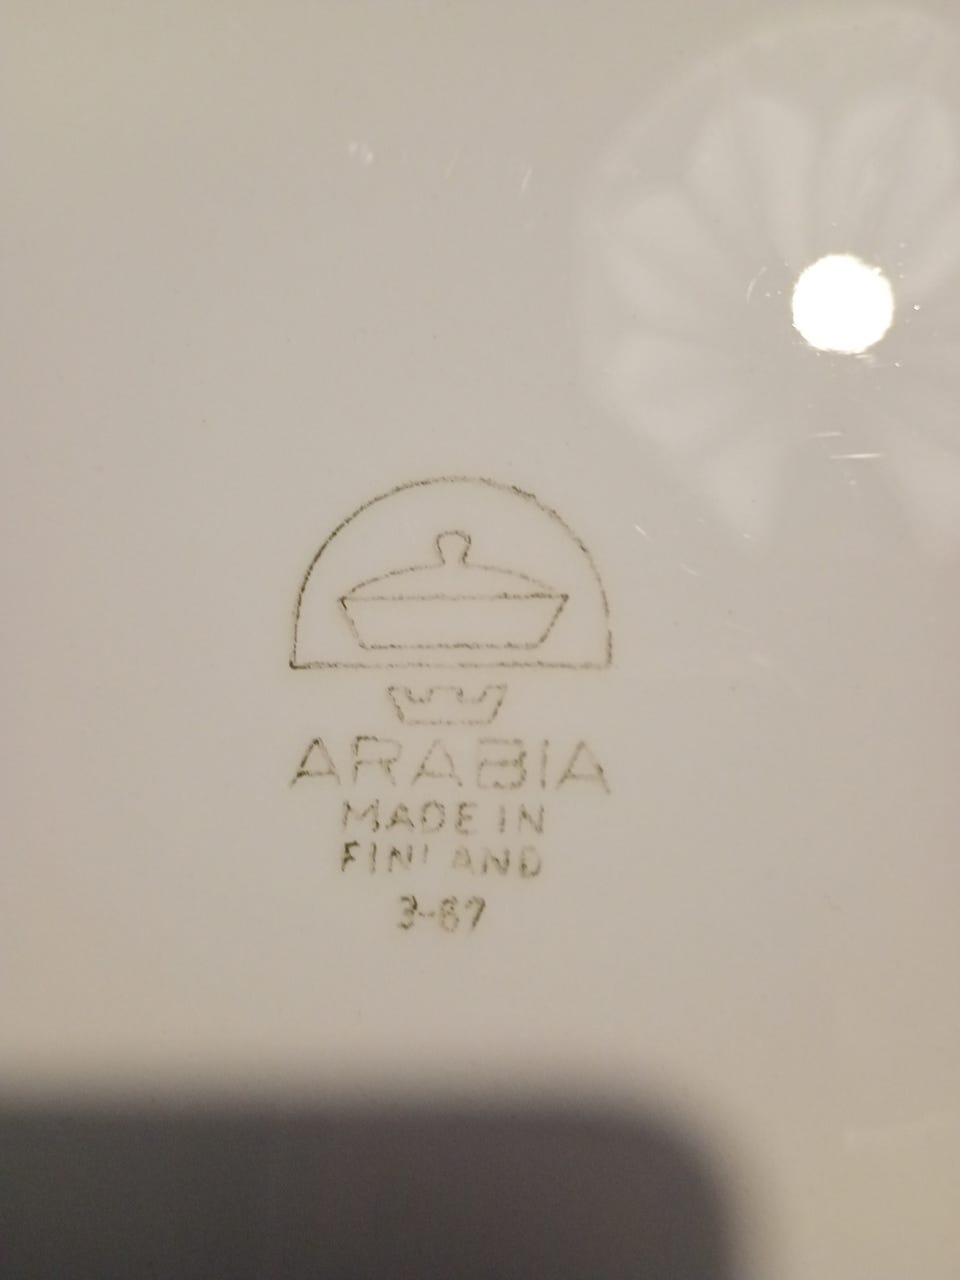 ARABIA
MADE IN
FINLAND
3-67